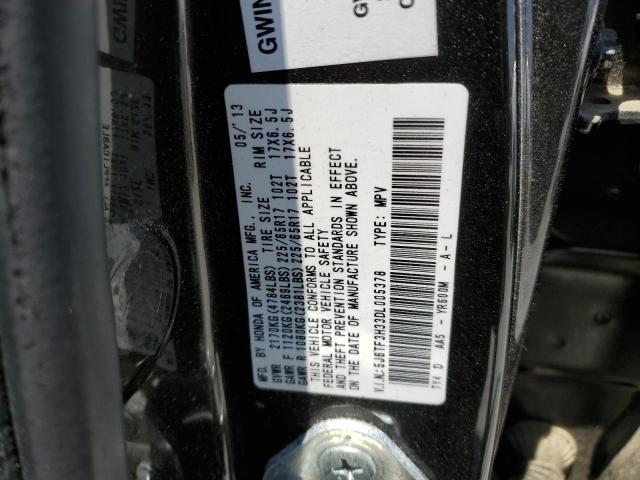 MFD. BY HONDA OF AMERICA MFG., INC. 05/'13
GVWR 2170KG(4784LBS) TIRE SIZE RIM SIZE
GAWR F 1120KG(2469LBS) 225/65R17 102T 17X6.5J
GAWR R 1080KG(2381LBS) 225/65R17 102T 17X6.5J
THIS VEHICLE CONFORMS TO ALL APPLICABLE
FEDERAL MOTOR VEHICLE SAFETY
AND THEFT PREVENTION STANDARDS IN EFFECT
ON THE DATE OF MANUFACTURE SHOWN ABOVE.
V.I.N.: 5J6TF3H33DL005378 TYPE: MPV
TY4 D AA5- YR600M - A - L
GWIN